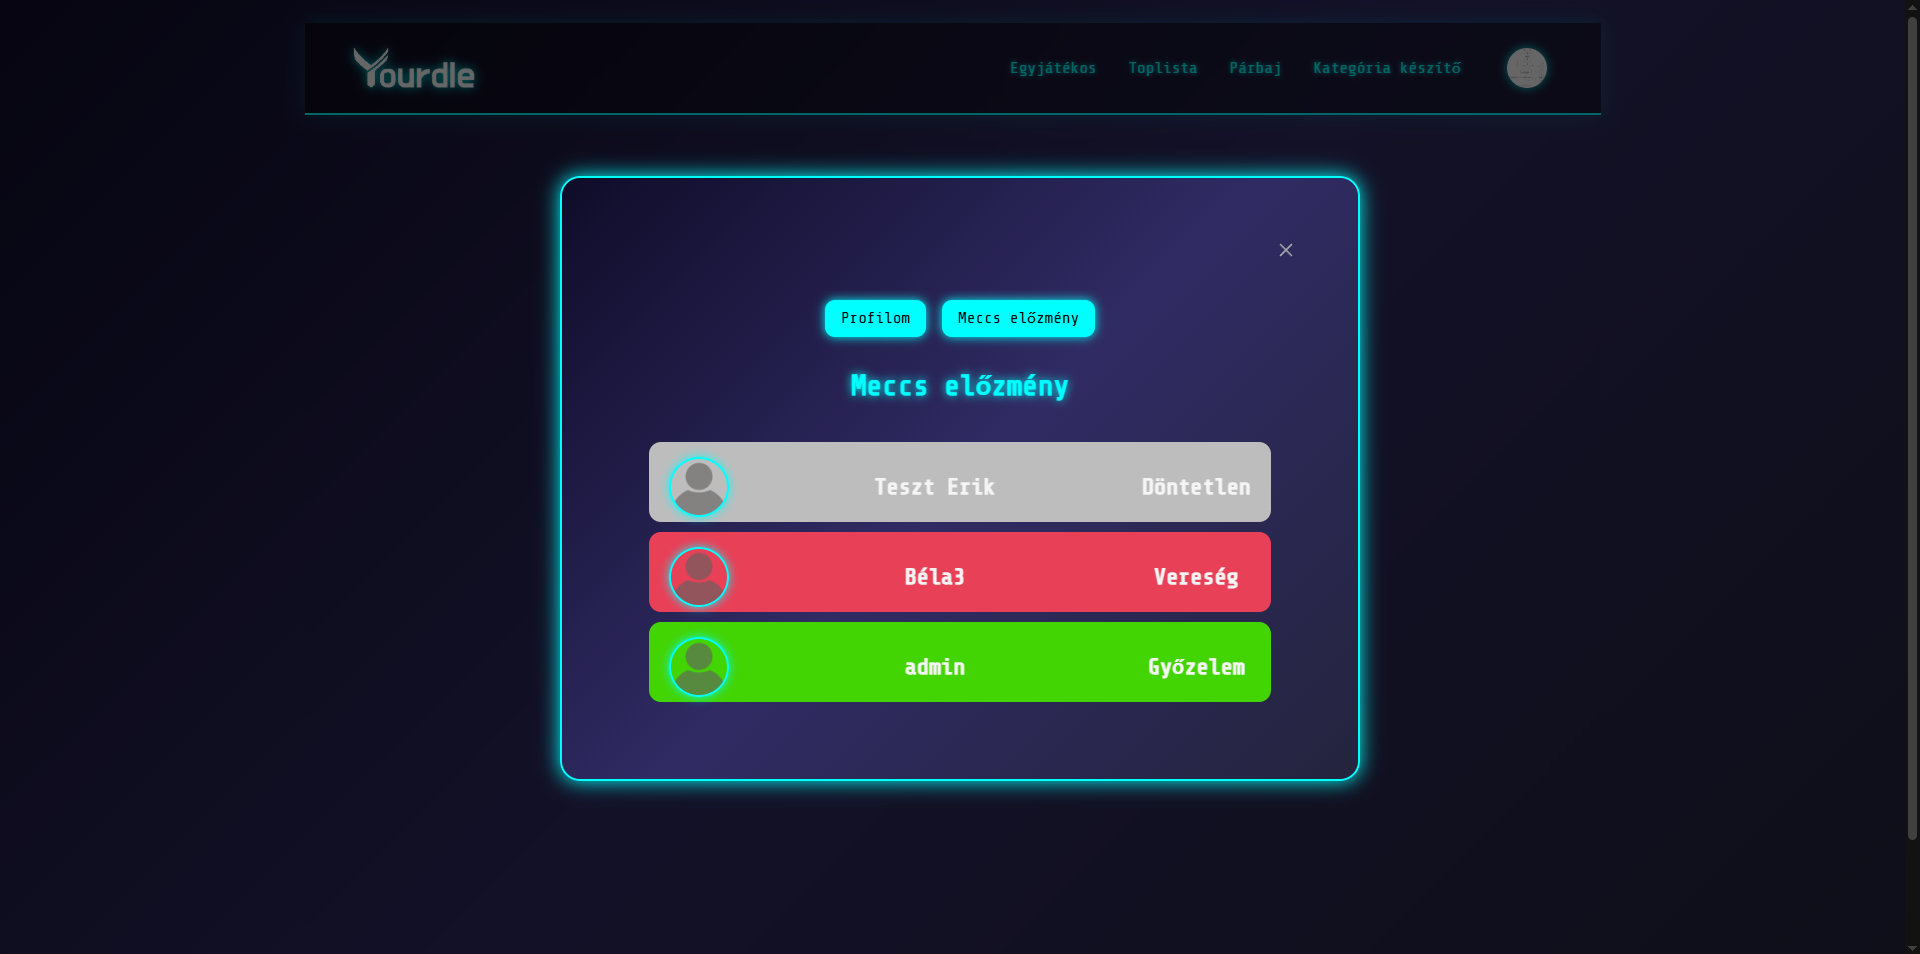 Yourdle
Egyjátékos Toplista Párbaj Kategória készítő
Profilom Meccs előzmény
Meccs előzmény
Teszt Erik Döntetlen
Béla3 Vereség
admin Győzelem